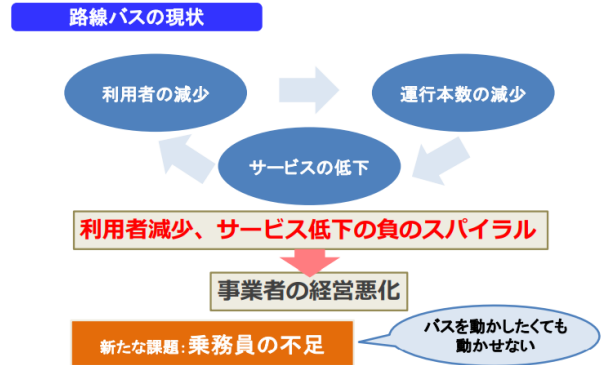 路線バスの現状
利用者の減少
運行本数の減少
サービスの低下
利用者減少、サービス低下の負のスパイラル
事業者の経営悪化
新たな課題：乗務員の不足
バスを動かしたくても
動かせない